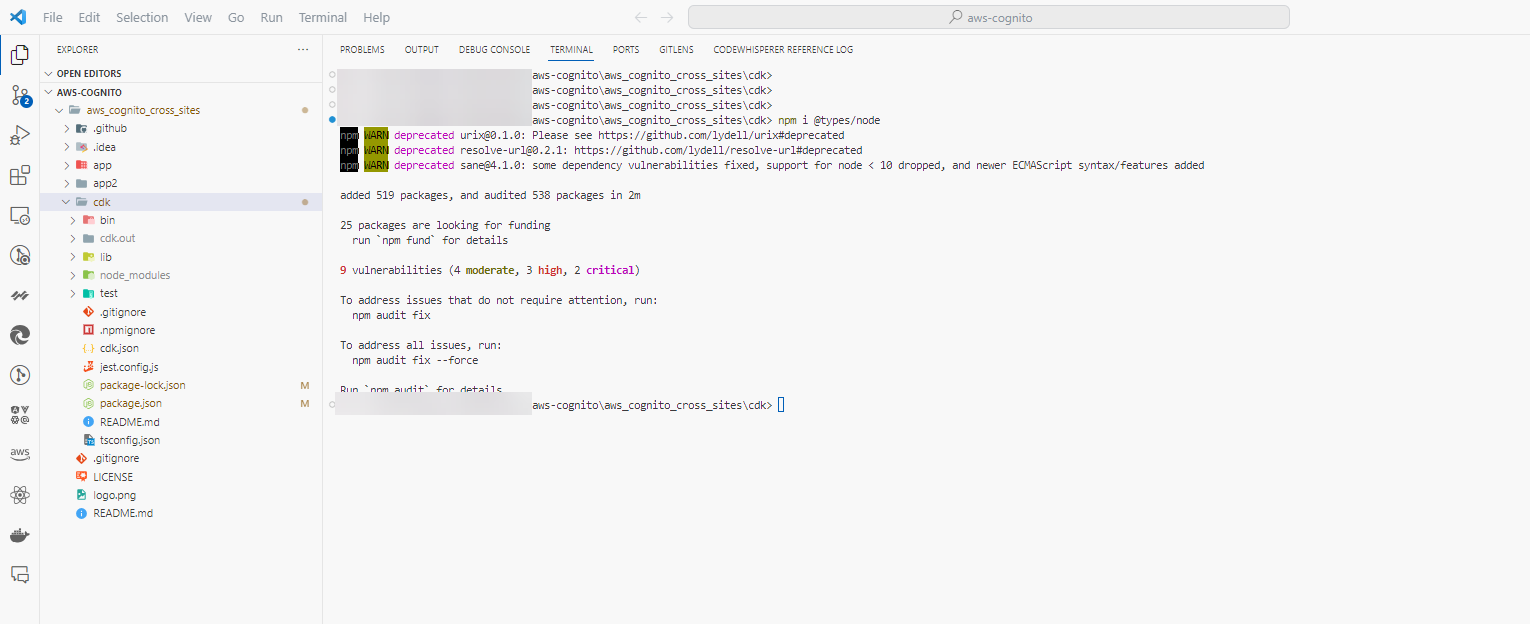 File Edit Selection View Go Run Terminal Help
aws-cognito
EXPLORER
OPEN EDITORS
AWS-COGNITO
aws_cognito_cross_sites
.github
.idea
app
app2
cdk
bin
cdk.out
lib
node_modules
test
.gitignore
.npmignore
cdk.json
jest.config.js
package-lock.json M
package.json M
README.md
tsconfig.json
.gitignore
LICENSE
logo.png
README.md
2
aws
PROBLEMS OUTPUT DEBUG CONSOLE TERMINAL PORTS GITLENS CODEWHISPERER REFERENCE LOG
aws-cognito\aws_cognito_cross_sites\cdk>
aws-cognito\aws_cognito_cross_sites\cdk>
aws-cognito\aws_cognito_cross_sites\cdk>
aws-cognito\aws_cognito_cross_sites\cdk> npm i @types/node
npm WARN deprecated urix@0.1.0: Please see https://github.com/lydell/urix#deprecated
npm WARN deprecated resolve-url@0.2.1: https://github.com/lydell/resolve-url#deprecated
npm WARN deprecated sane@4.1.0: some dependency vulnerabilities fixed, support for node < 10 dropped, and newer ECMAScript syntax/features added
added 519 packages, and audited 538 packages in 2m
25 packages are looking for funding
run `npm fund` for details
9 vulnerabilities (4 moderate, 3 high, 2 critical)
To address issues that do not require attention, run:
npm audit fix
To address all issues, run:
npm audit fix --force
Run `npm audit` for details.
aws-cognito\aws_cognito_cross_sites\cdk>